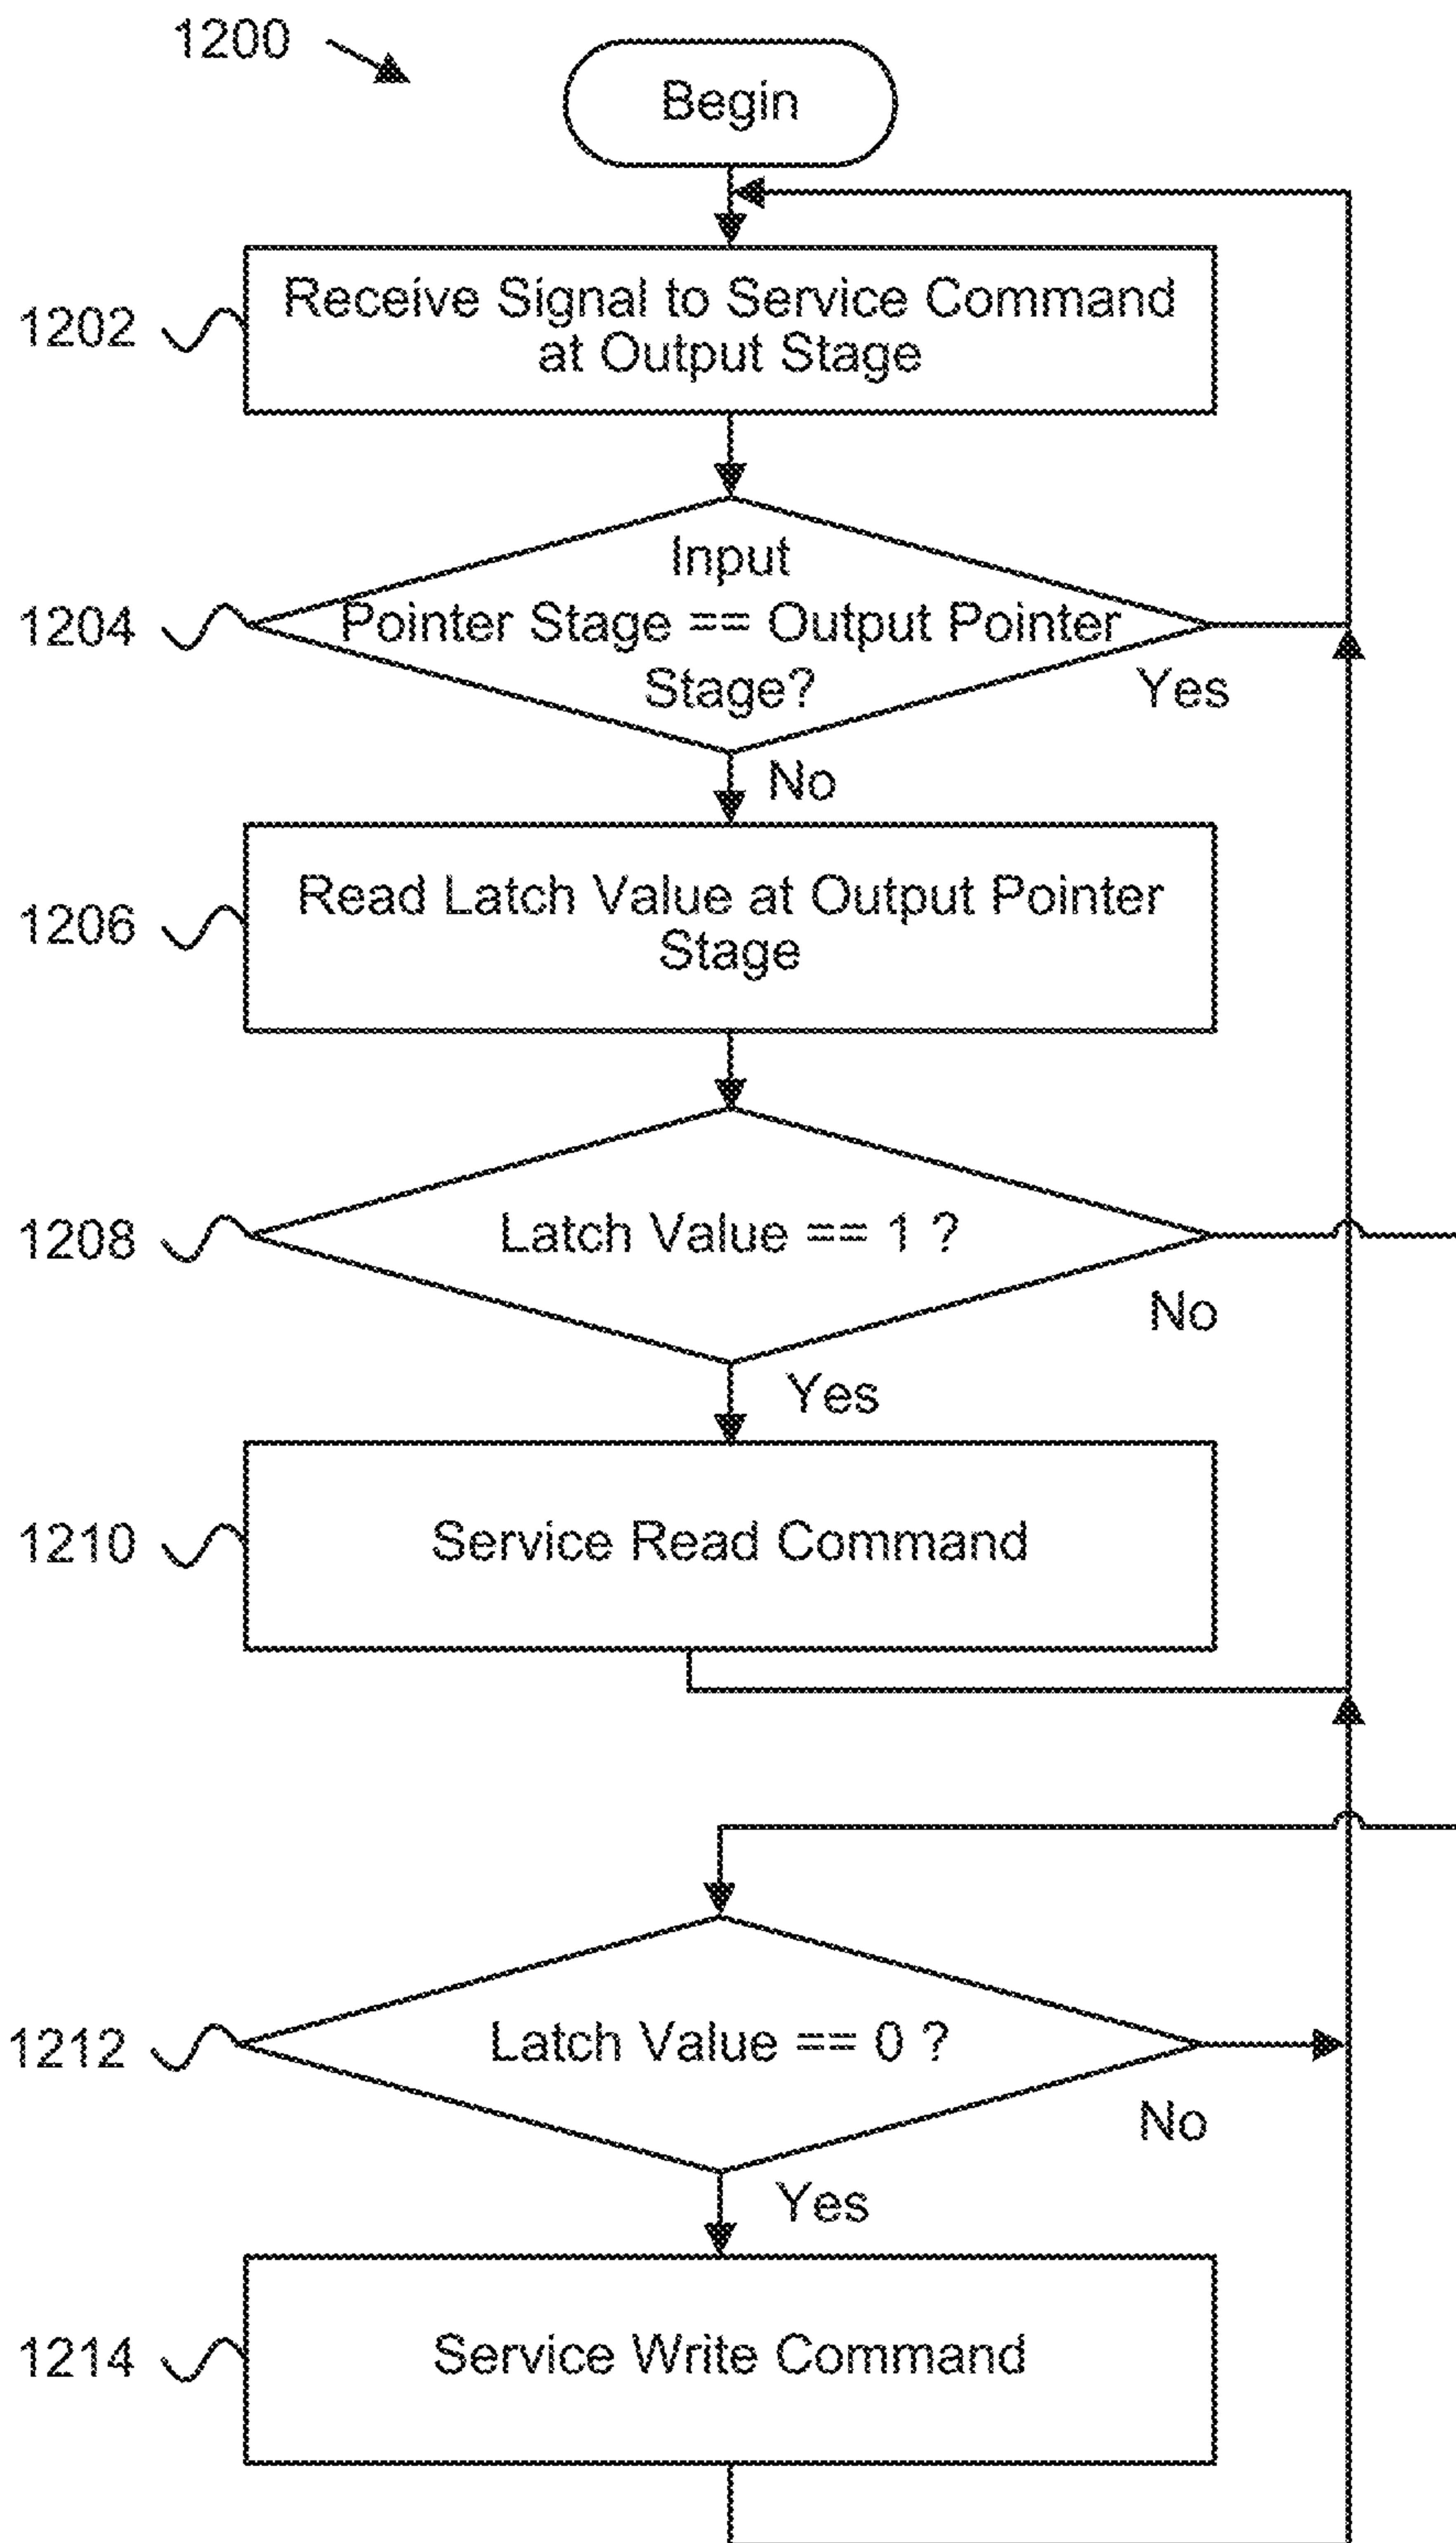 1200
Begin
1202
Receive Signal to Service Command
at Output Stage
1204
Input
Pointer Stage == Output Pointer
Stage?
Yes
No
1206
Read Latch Value at Output Pointer
Stage
1208
Latch Value == 1 ?
No
Yes
1210
Service Read Command
1212
Latch Value == 0 ?
No
Yes
1214
Service Write Command